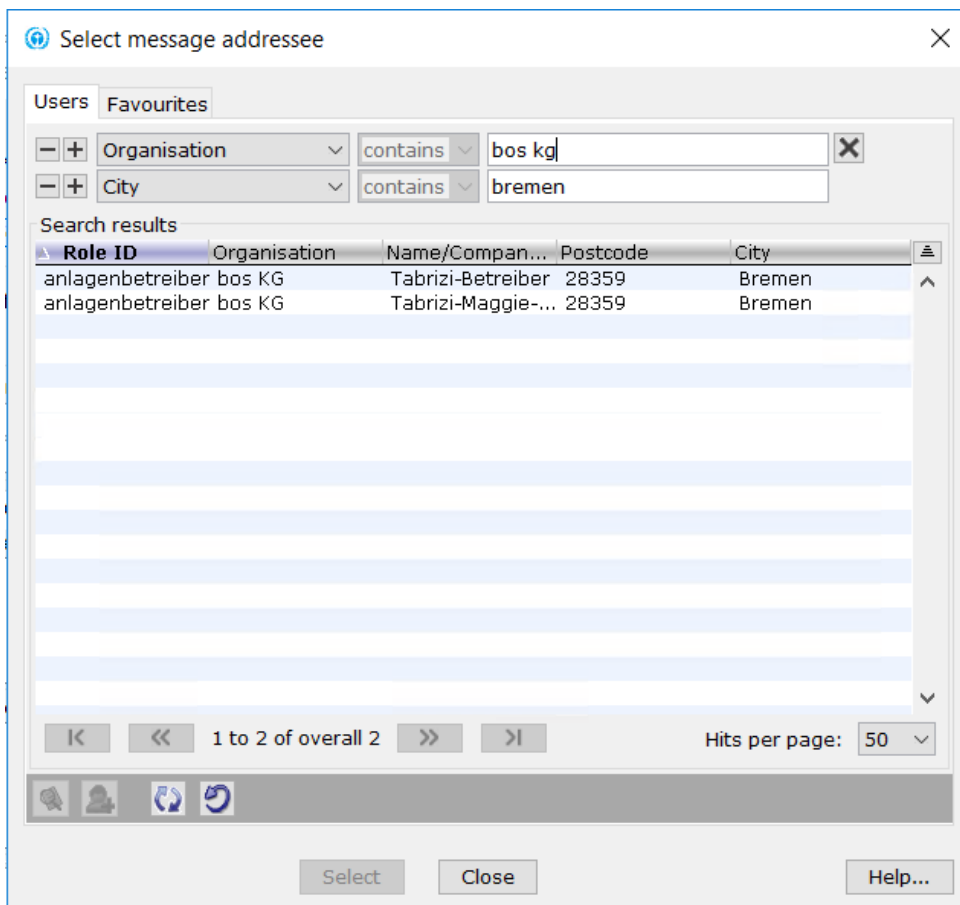 Select message addressee
Users Favourites
Organisation contains bos kg
City contains bremen
Search results
Role ID Organisation Name/Compan... Postcode City
anlagenbetreiber bos KG Tabrizi-Betreiber 28359 Bremen
anlagenbetreiber bos KG Tabrizi-Maggie-... 28359 Bremen
1 to 2 of overall 2 Hits per page: 50
Select Close Help...